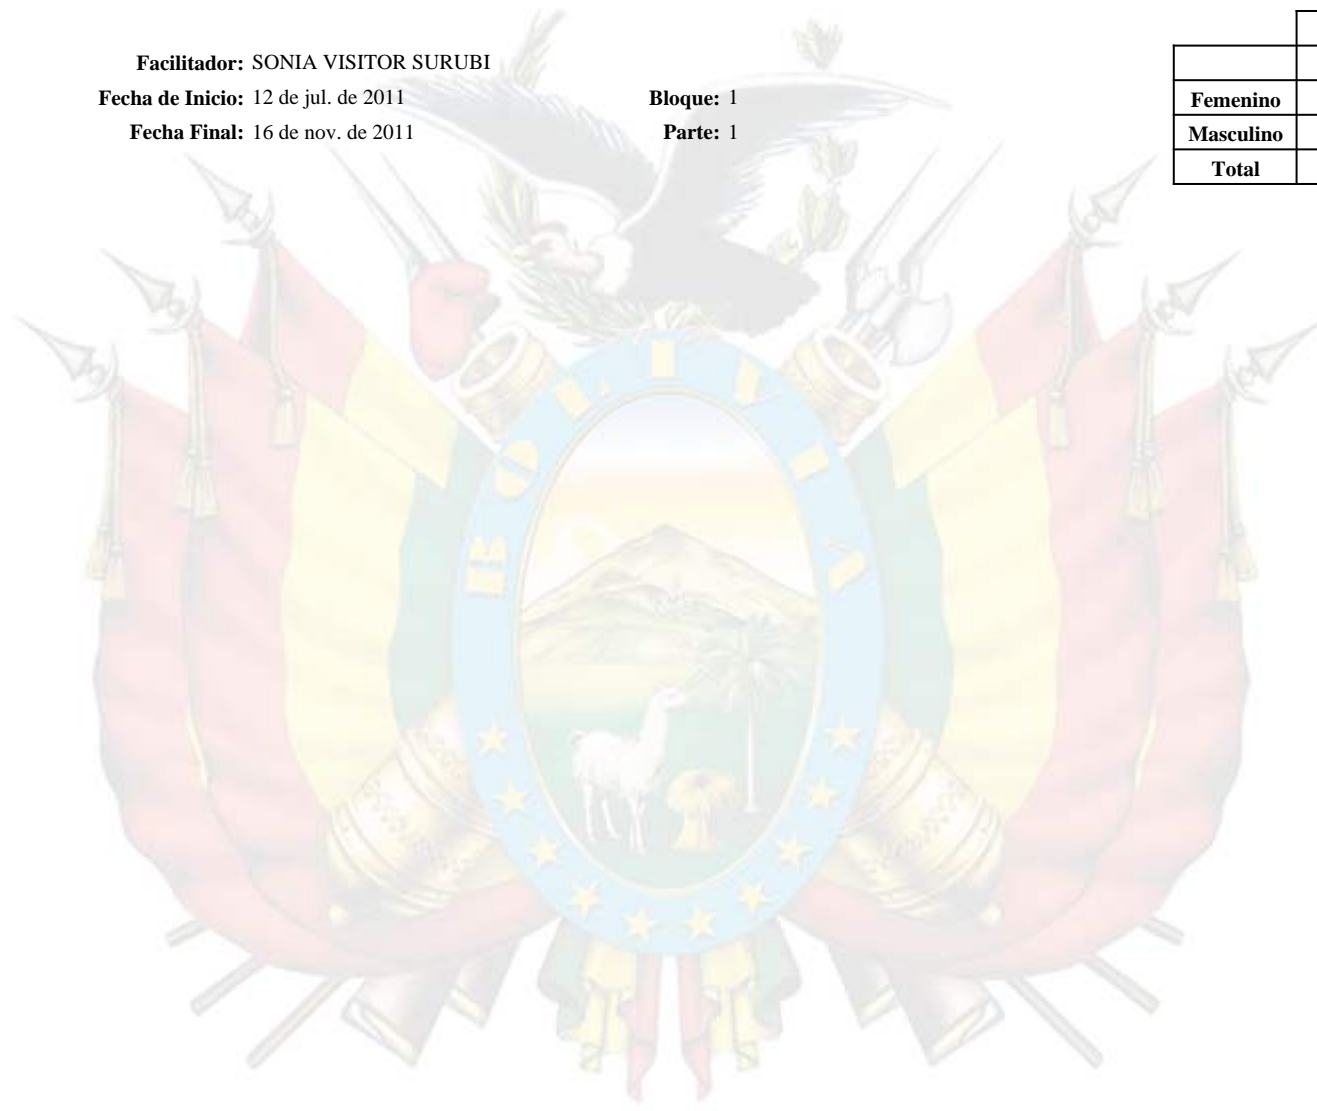 Facilitador: SONIA VISITOR SURUBI
Fecha de Inicio: 12 de jul. de 2011 Bloque: 1
Fecha Final: 16 de nov. de 2011 Parte: 1
Femenino
Masculino
Total
BOLIVIA